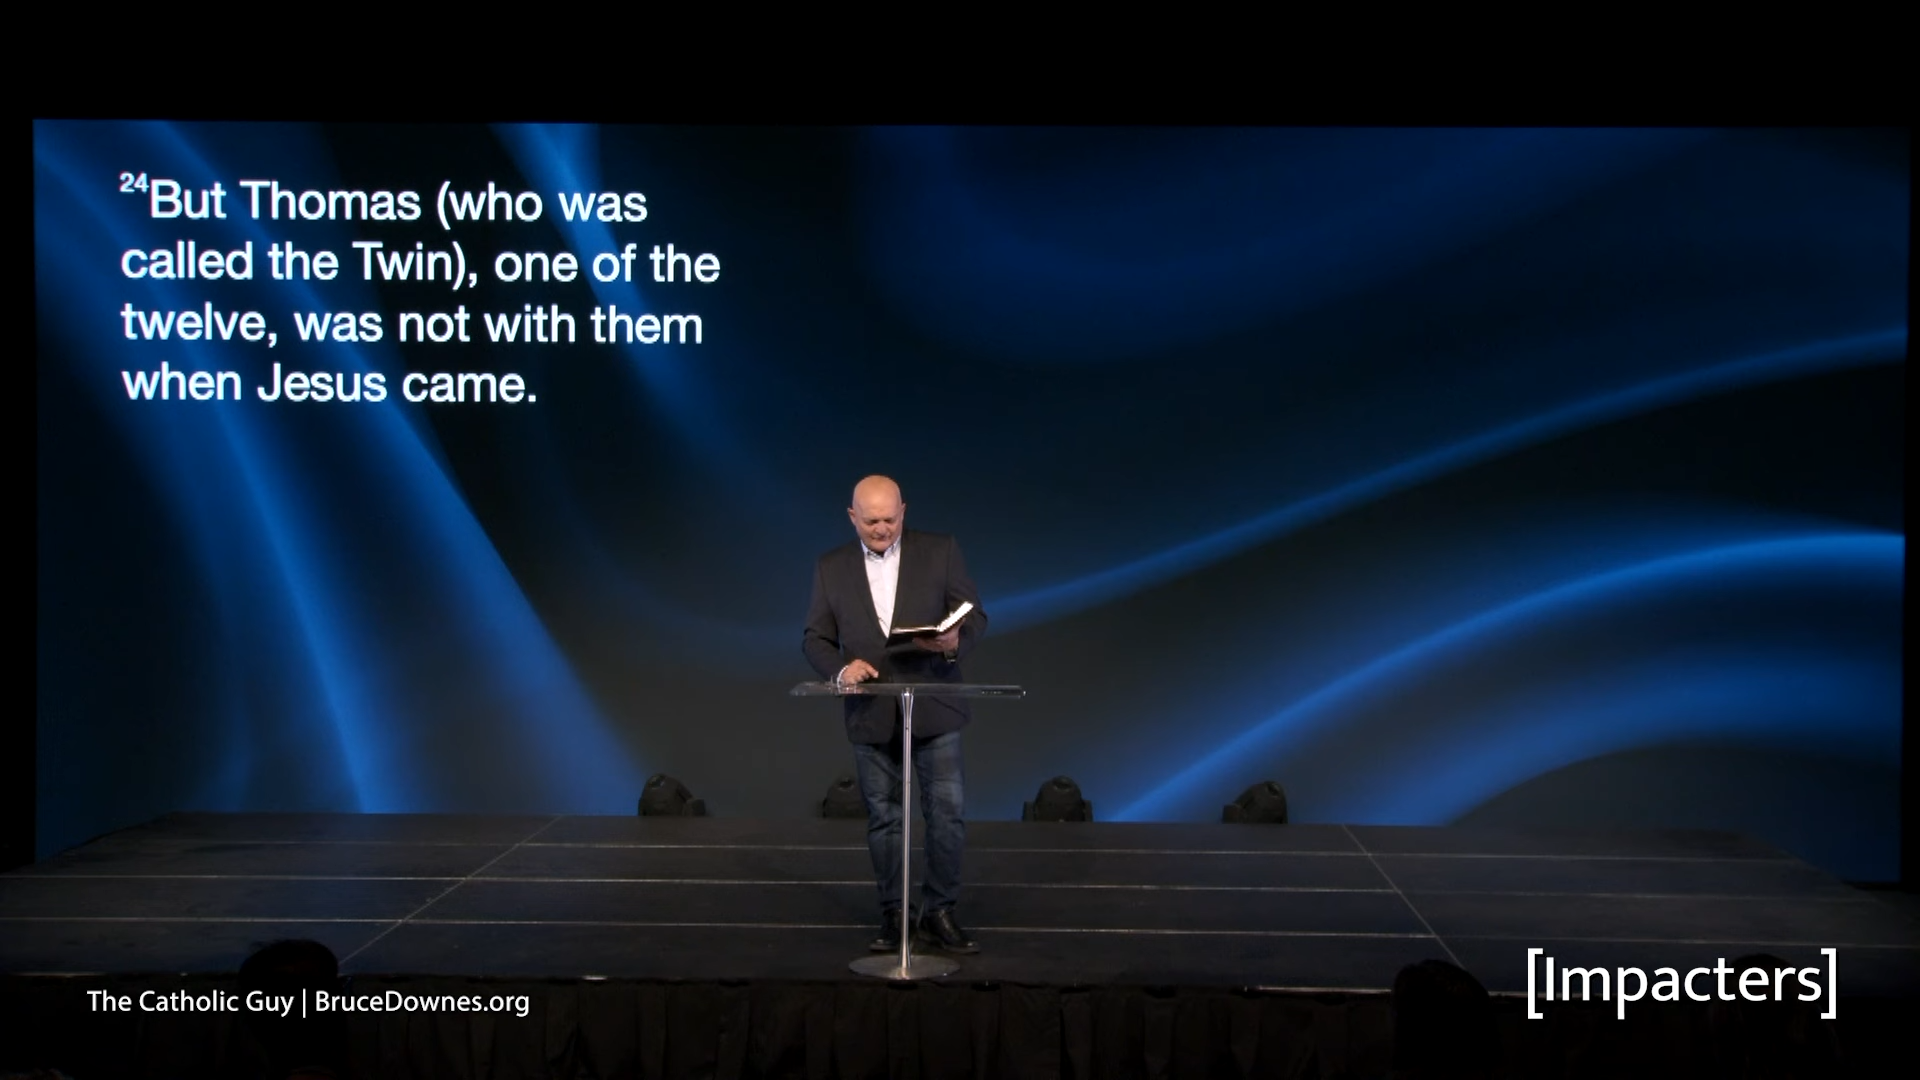 ²⁴But Thomas (who was
called the Twin), one of the
twelve, was not with them
when Jesus came.
The Catholic Guy | BruceDownes.org
[Impacters]